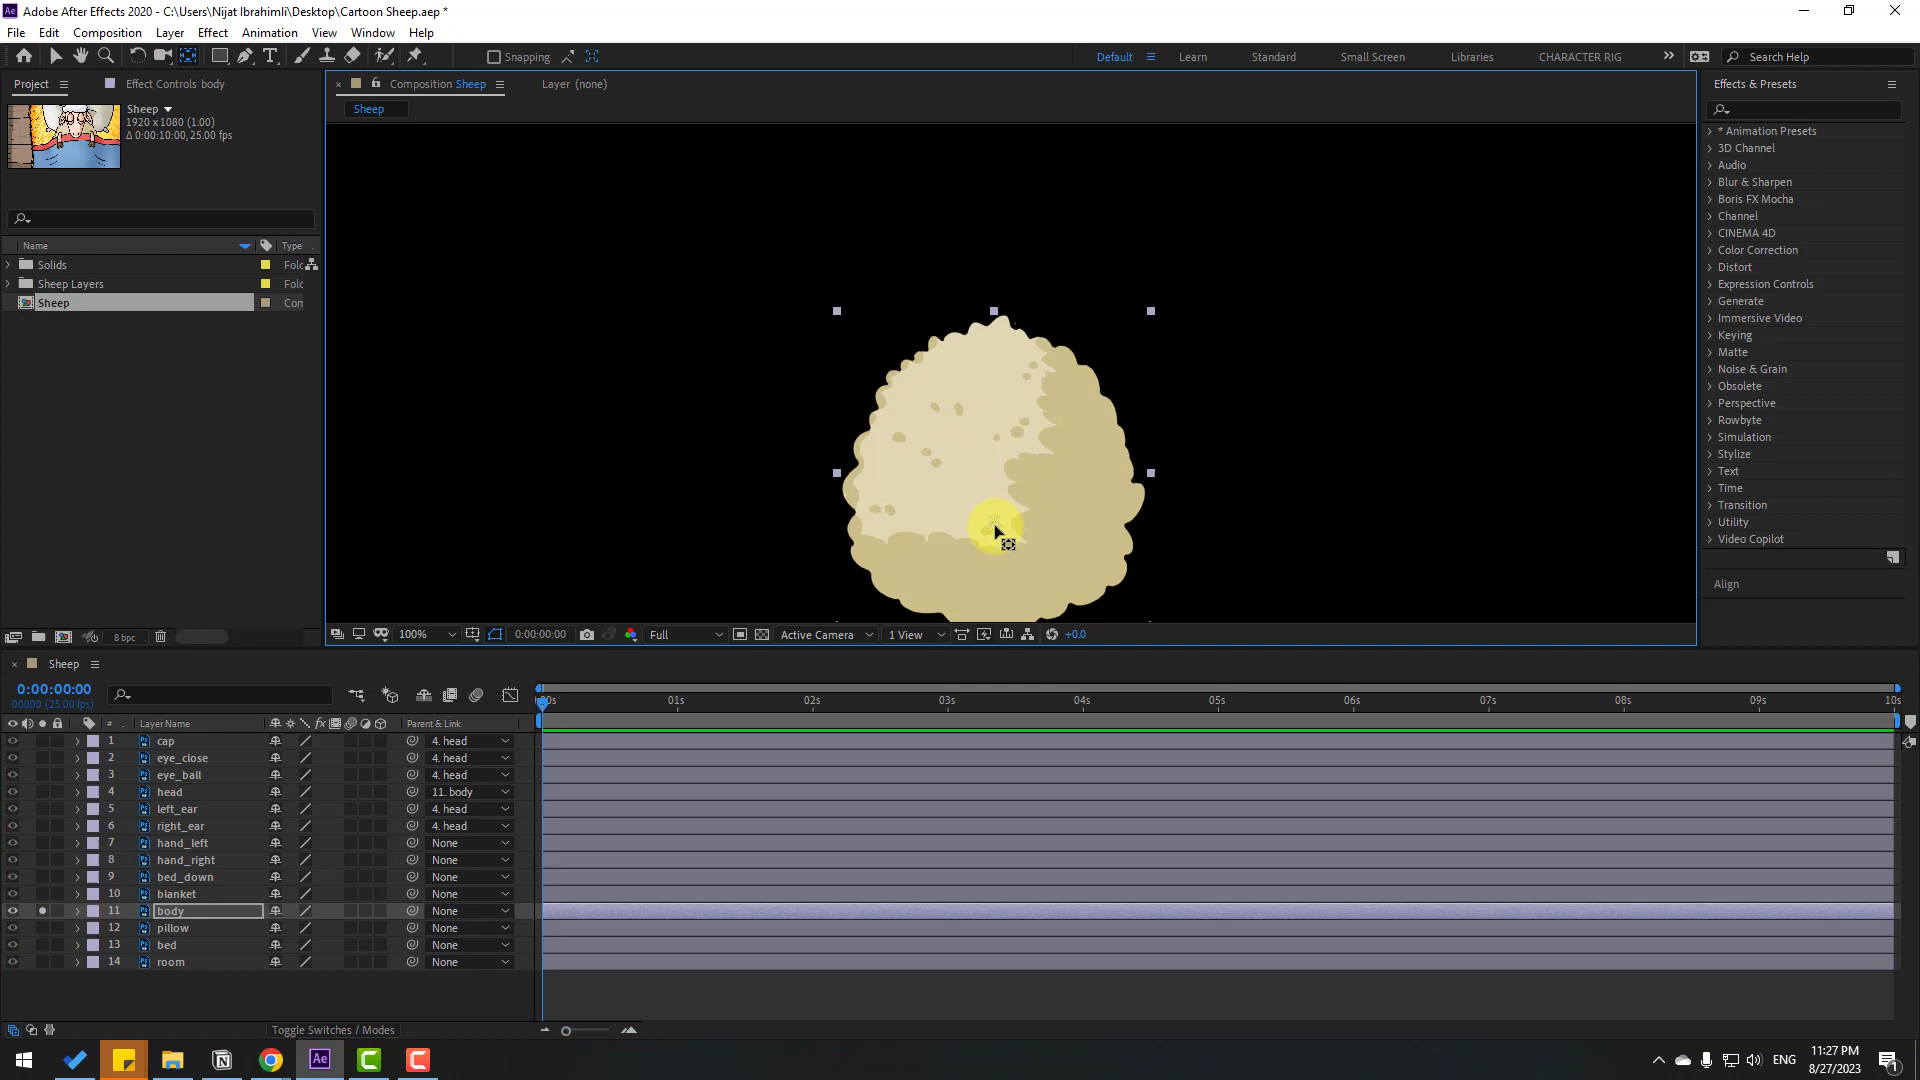 Adobe After Effects 2020 - C:\Users\Nijat Ibrahimli\Desktop\Cartoon Sheep.aep *
File Edit Composition Layer Effect Animation View Window Help
Snapping
Default Learn Standard Small Screen Libraries CHARACTER RIG Search Help
Project Effect Controls body
Composition Sheep Layer (none)
Effects & Presets
Sheep
1920 x 1080 (1.00)
Δ 0:00:10:00, 25.00 fps
Sheep
Name Type
Solids Folc
Sheep Layers Folc
Sheep Con
* Animation Presets
3D Channel
Audio
Blur & Sharpen
Boris FX Mocha
Channel
CINEMA 4D
Color Correction
Distort
Expression Controls
Generate
Immersive Video
Keying
Matte
Noise & Grain
Obsolete
Perspective
Rowbyte
Simulation
Stylize
Text
Time
Transition
Utility
Video Copilot
Align
8 bpc
100% 0:00:00:00 Full Active Camera 1 View +0.0
Sheep
0:00:00:00
00000 (25.00 fps)
:00s 01s 02s 03s 04s 05s 06s 07s 08s 09s 10s
# Layer Name fx Parent & Link
1 cap 4. head
2 eye_close 4. head
3 eye_ball 4. head
4 head 11. body
5 left_ear 4. head
6 right_ear 4. head
7 hand_left None
8 hand_right None
9 bed_down None
10 blanket None
11 body None
12 pillow None
13 bed None
14 room None
Toggle Switches / Modes
ENG
11:27 PM
8/27/2023
1